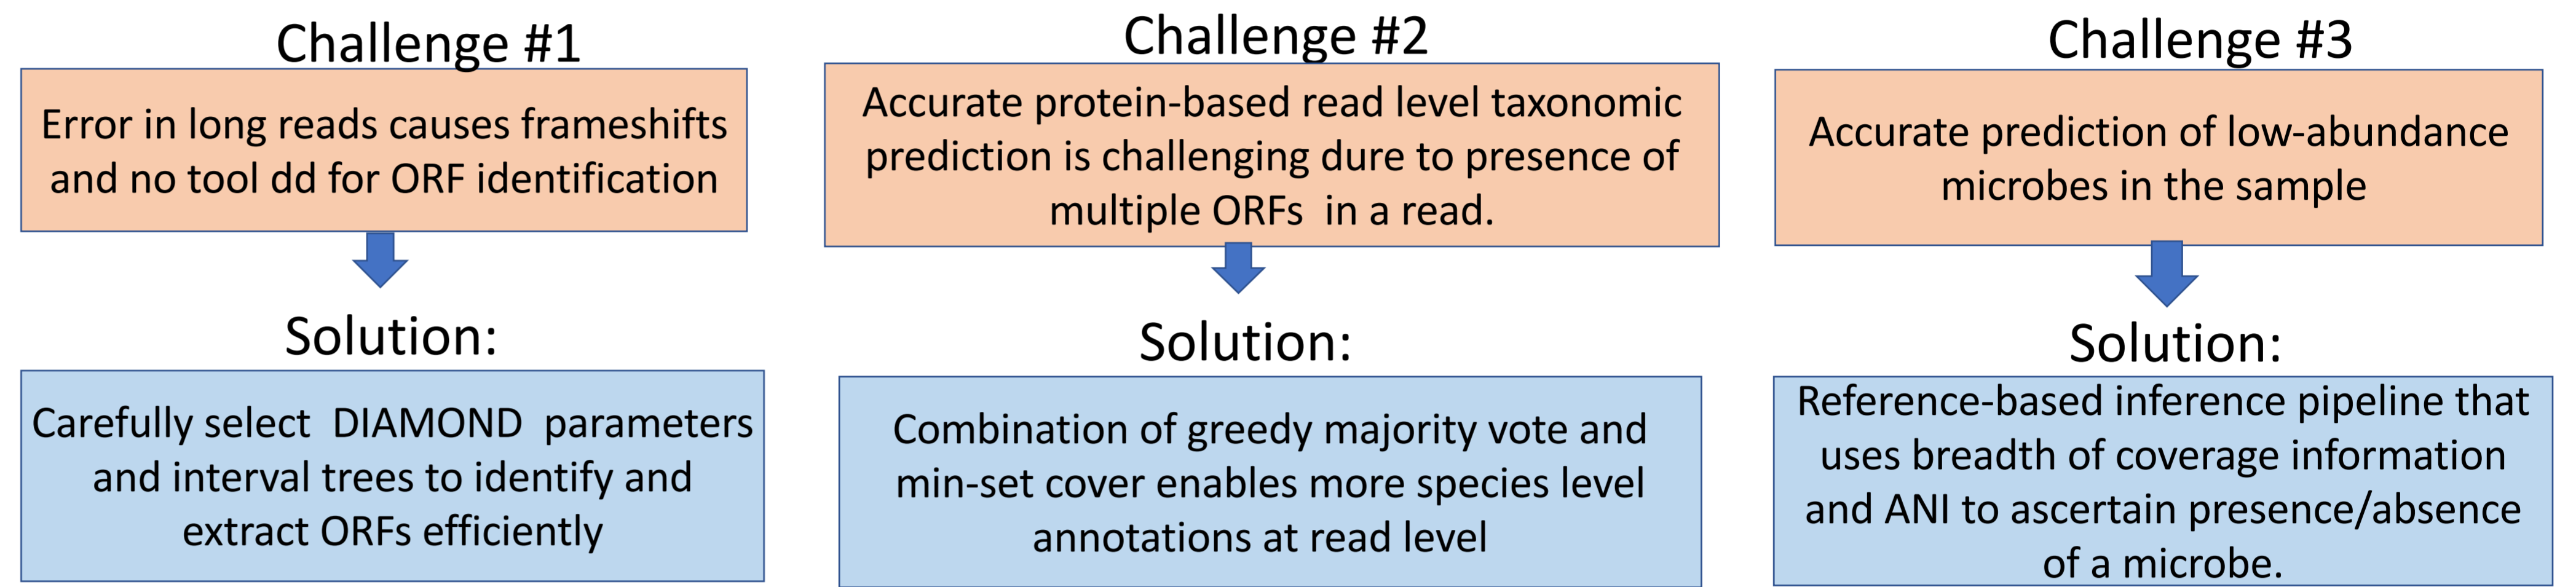 Challenge #1
Error in long reads causes frameshifts
and no tool dd for ORF identification
Solution:
Carefully select DIAMOND parameters
and interval trees to identify and
extract ORFs efficiently
Challenge #2
Accurate protein-based read level taxonomic
prediction is challenging dure to presence of
multiple ORFs in a read.
Solution:
Combination of greedy majority vote and
min-set cover enables more species level
annotations at read level
Challenge #3
Accurate prediction of low-abundance
microbes in the sample
Solution:
Reference-based inference pipeline that
uses breadth of coverage information
and ANI to ascertain presence/absence
of a microbe.